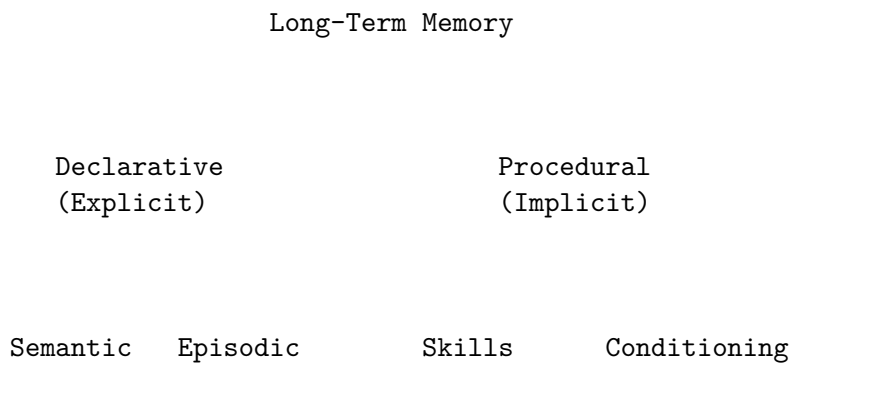 Long-Term Memory
Declarative Procedural
(Explicit) (Implicit)
Semantic Episodic Skills Conditioning